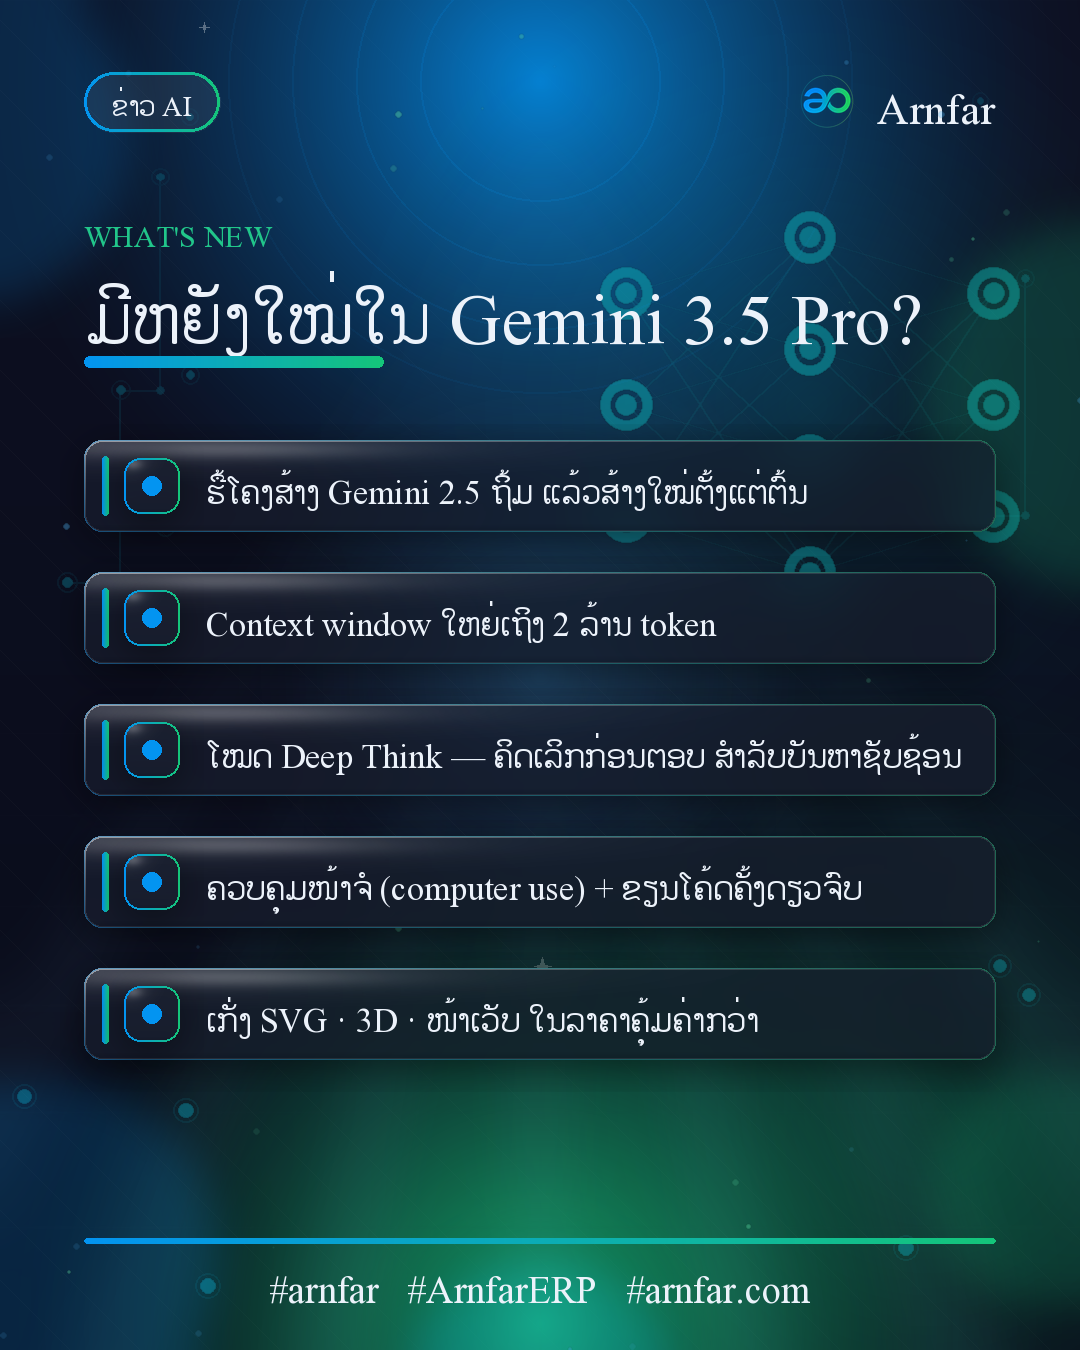 ຂ່າວ AI
Arnfar
WHAT'S NEW
ມີຫຍັງໃໝ່ໃນ Gemini 3.5 Pro?
ຮື້ໂຄງສ້າງ Gemini 2.5 ຖິ້ມ ແລ້ວສ້າງໃໝ່ຕັ້ງແຕ່ຕົ້ນ
Context window ໃຫຍ່ເຖິງ 2 ລ້ານ token
ໂໝດ Deep Think — ຄິດເລິກກ່ອນຕອບ ສຳລັບບັນຫາຊັບຊ້ອນ
ຄວບຄຸມໜ້າຈໍ (computer use) + ຂຽນໂຄ້ດຄັ້ງດຽວຈົບ
ເກັ່ງ SVG · 3D · ໜ້າເວັບ ໃນລາຄາຄຸ້ມຄ່າກວ່າ
#arnfar #ArnfarERP #arnfar.com